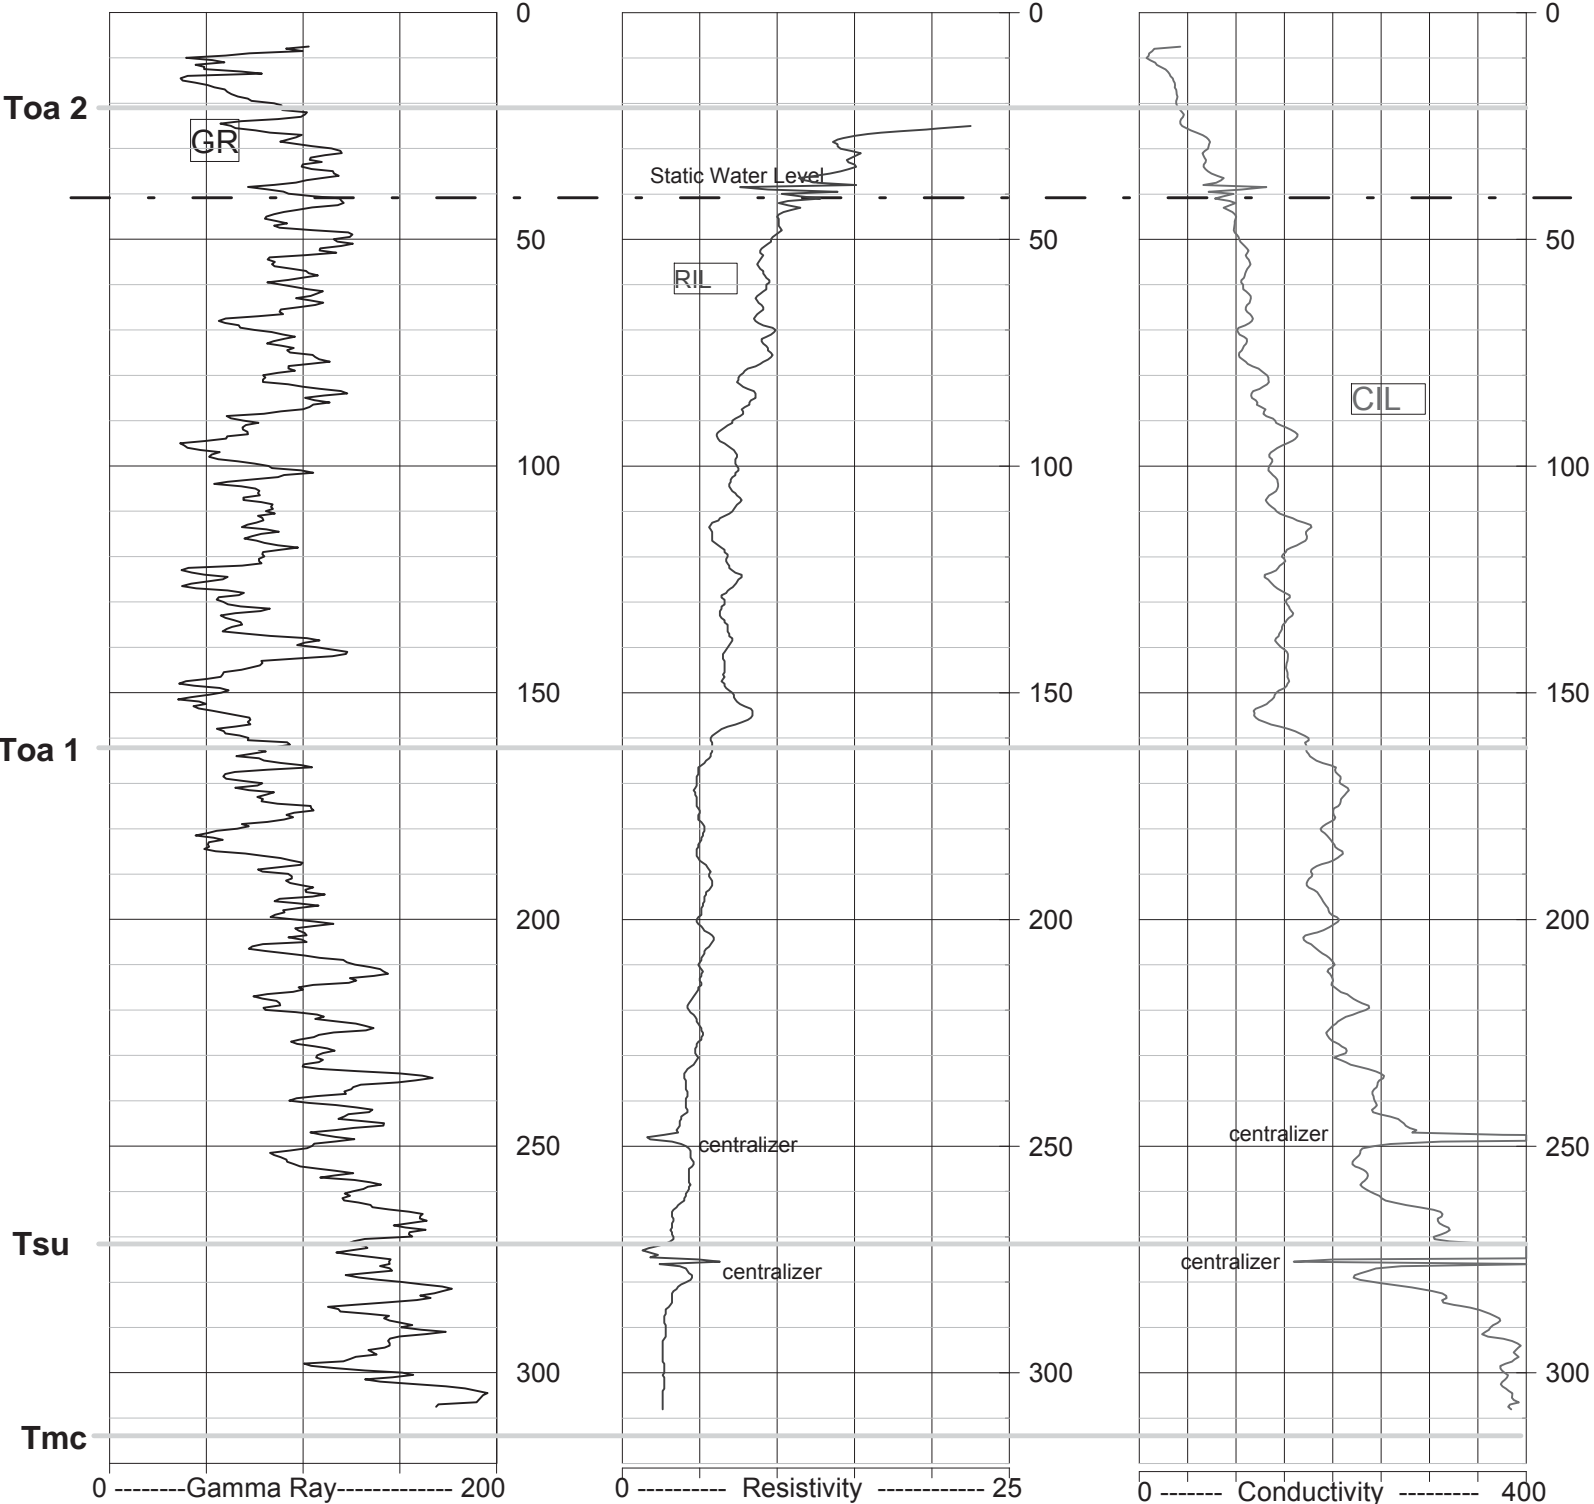 0 0 0
Toa 2
GR
Static Water Level
50 50 50
RIL
CIL
100 100 100
150 150 150
Toa 1
200 200 200
centralizer
centralizer
250 250 250
Tsu
centralizer
centralizer
300 300 300
Tmc
0 --------Gamma Ray------------ 200
0 --------- Resistivity ------------ 25
0 ------- Conductivity --------- 400